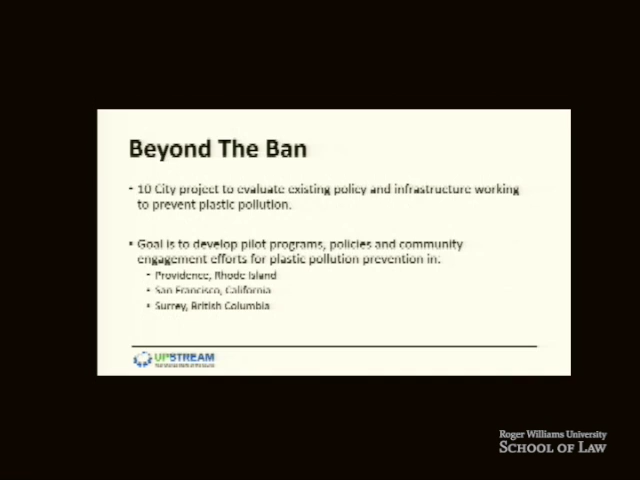 Beyond The Ban
• 10 City project to evaluate existing policy and infrastructure working
to prevent plastic pollution.
• Goal is to develop pilot programs, policies and community
engagement efforts for plastic pollution prevention in:
• Providence, Rhode Island
• San Francisco, California
• Surrey, British Columbia
UPSTREAM
Roger Williams University
SCHOOL OF LAW